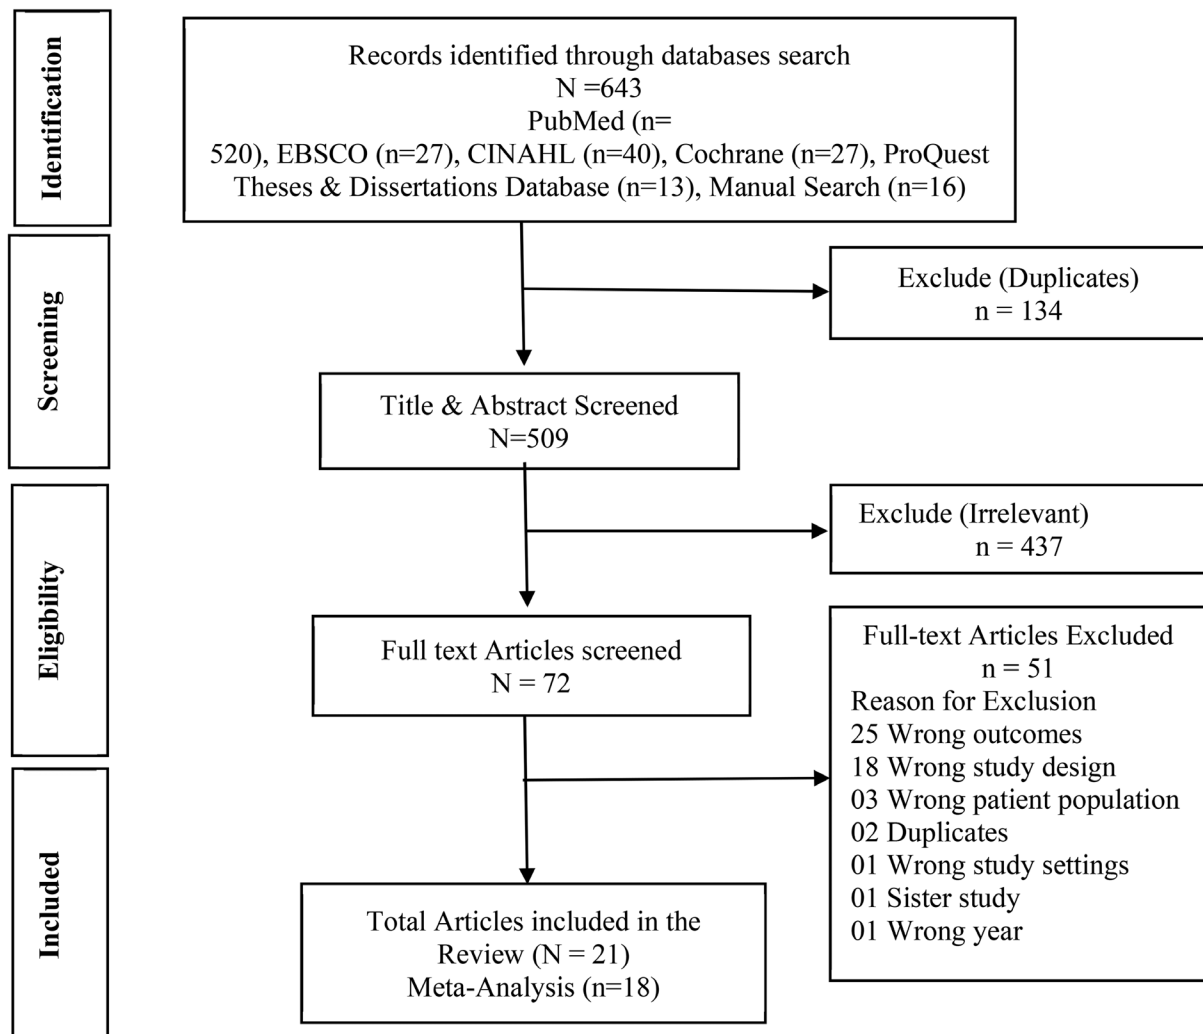 Identification
Records identified through databases search
N =643
PubMed (n=
520), EBSCO (n=27), CINAHL (n=40), Cochrane (n=27), ProQuest
Theses & Dissertations Database (n=13), Manual Search (n=16)
Screening
Exclude (Duplicates)
n = 134
Title & Abstract Screened
N=509
Eligibility
Exclude (Irrelevant)
n = 437
Full text Articles screened
N = 72
Full-text Articles Excluded
n = 51
Reason for Exclusion
25 Wrong outcomes
18 Wrong study design
03 Wrong patient population
02 Duplicates
01 Wrong study settings
01 Sister study
01 Wrong year
Included
Total Articles included in the
Review (N = 21)
Meta-Analysis (n=18)